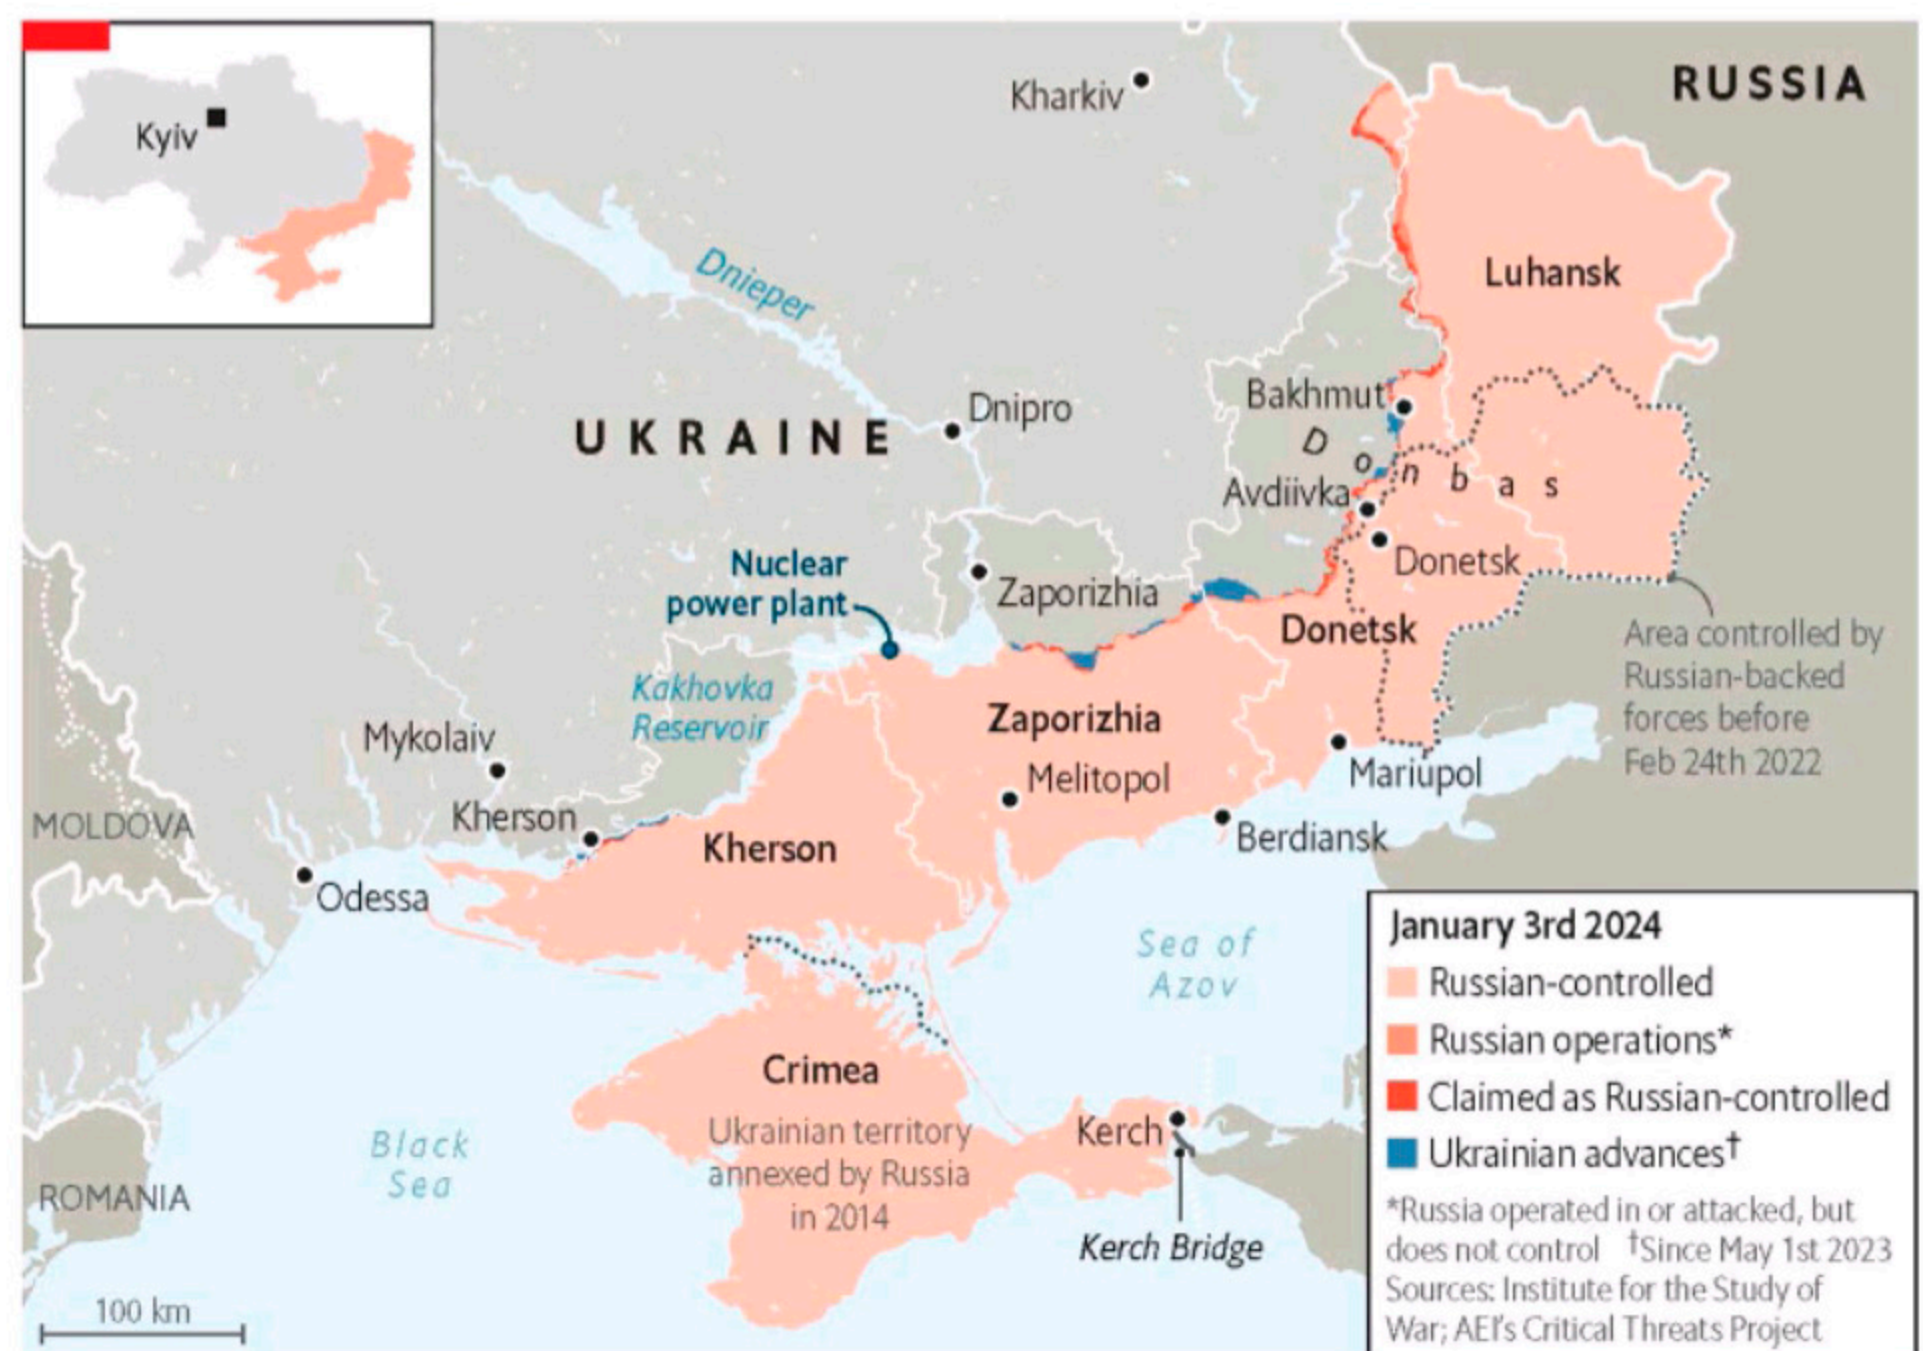 Kyiv
Kharkiv
RUSSIA
Luhansk
Dnieper
Dnipro
UKRAINE
Bakhmut
Donbas
Avdiivka
Donetsk
Nuclear
power plant
Zaporizhia
Donetsk
Area controlled by
Russian-backed
forces before
Feb 24th 2022
Kakhovka
Reservoir
Zaporizhia
Mykolaiv
Melitopol
Mariupol
Kherson
Kherson
Berdiansk
MOLDOVA
Odessa
Sea of
Azov
Crimea
Ukrainian territory
annexed by Russia
in 2014
Kerch
Kerch Bridge
Black
Sea
ROMANIA
100 km
January 3rd 2024
Russian-controlled
Russian operations*
Claimed as Russian-controlled
Ukrainian advances†
*Russia operated in or attacked, but
does not control †Since May 1st 2023
Sources: Institute for the Study of
War; AEI's Critical Threats Project